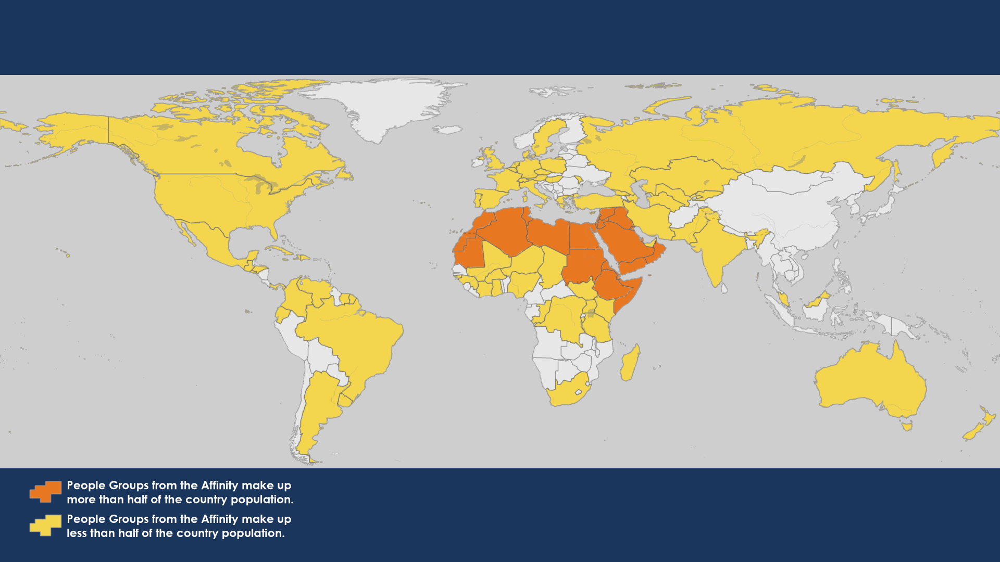 People Groups from the Affinity make up
more than half of the country population.
People Groups from the Affinity make up
less than half of the country population.